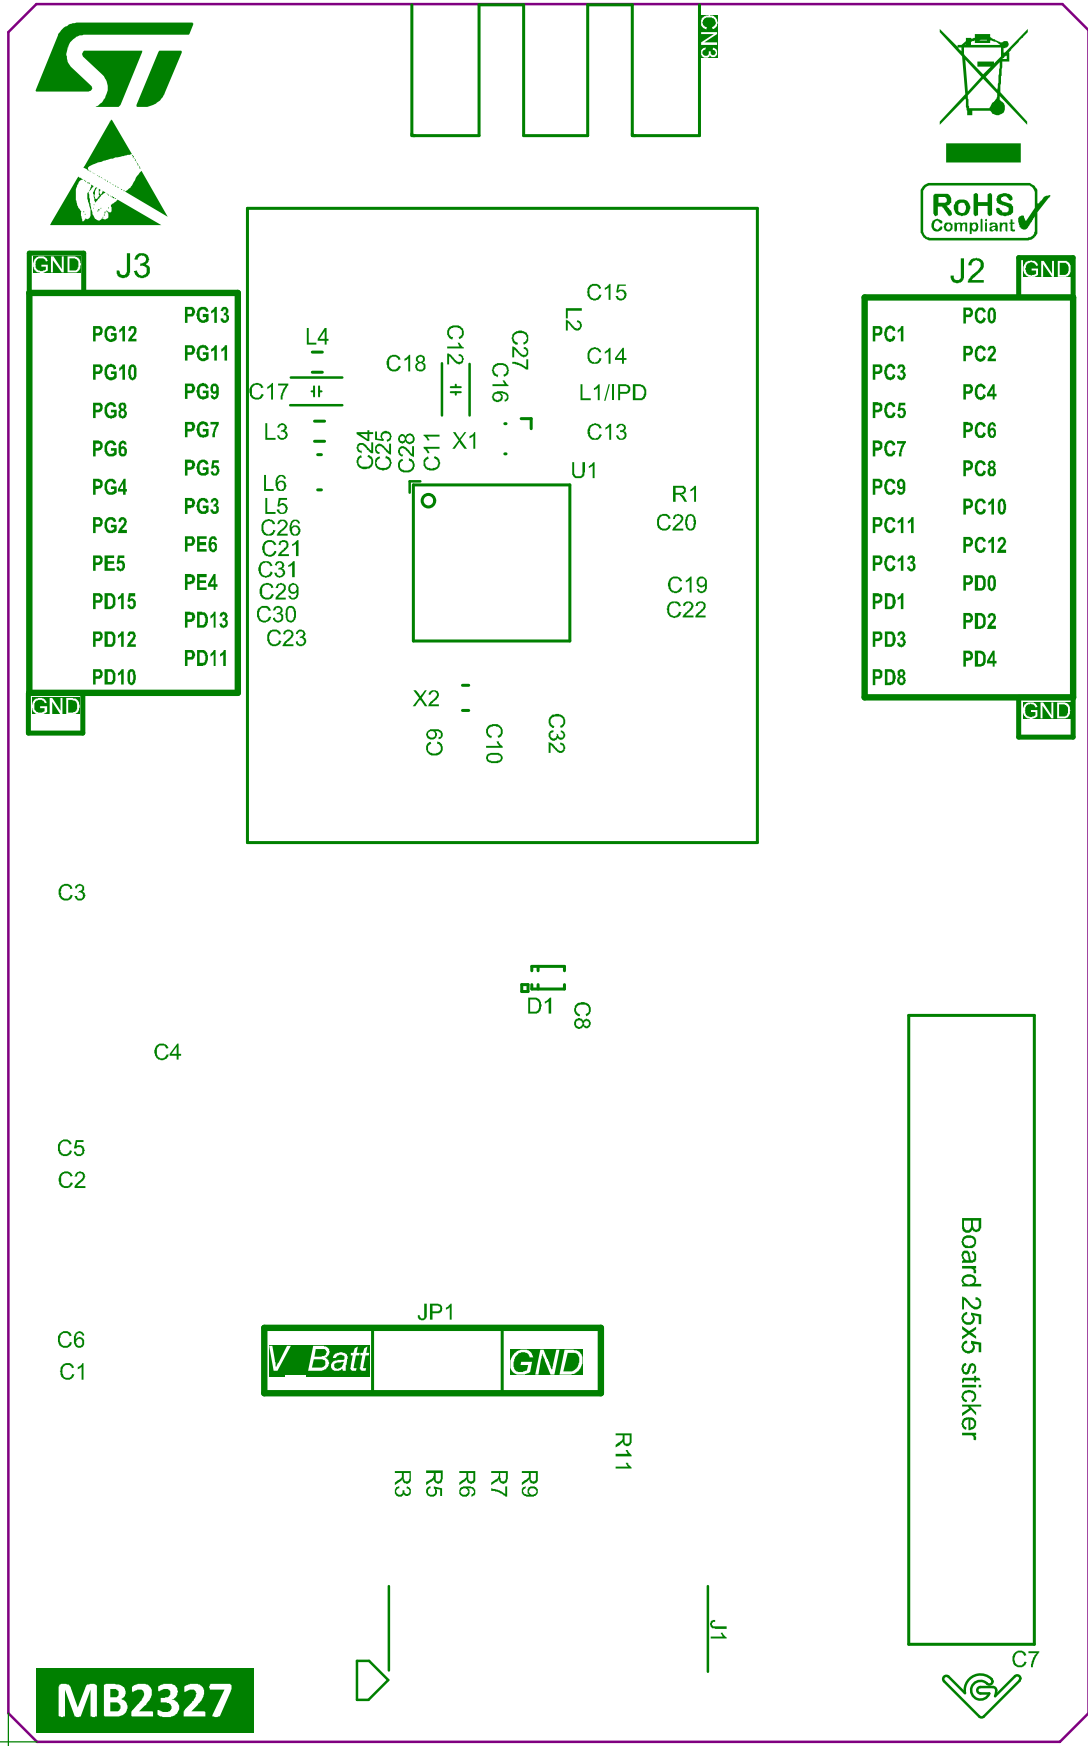 ST
CN3
RoHS
Compliant
GND
J3
J2
GND
PG13
PG12
PG11
PG10
PG9
PG8
PG7
PG6
PG5
PG4
PG3
PG2
PE6
PE5
PE4
PD15
PD13
PD12
PD11
PD10
GND
C15
L2
L4
C12
C27
C18
C14
C16
C17
L1/IPD
L3
C24
C25
C28
C11
X1
C13
U1
L6
L5
R1
C26
C20
C21
C31
C29
C19
C30
C22
C23
X2
C9
C10
C32
PC0
PC1
PC2
PC3
PC4
PC5
PC6
PC7
PC8
PC9
PC10
PC11
PC12
PC13
PD0
PD1
PD2
PD3
PD4
PD8
GND
C3
D1
C8
C4
C5
C2
Board 25x5 sticker
JP1
C6
C1
V_Batt
GND
R11
R3
R5
R6
R7
R9
J1
C7
MB2327